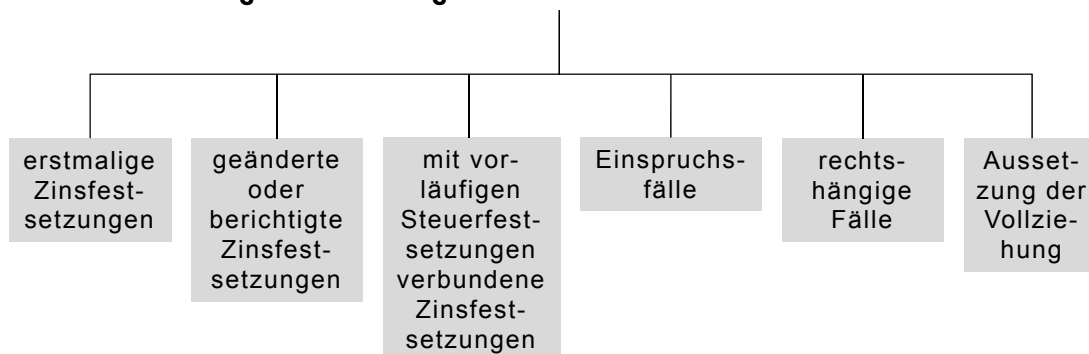 erstmalige
Zinsfest-
setzungen
geänderte
oder
berichtigte
Zinsfest-
setzungen
mit vor-
läufigen
Steuerfest-
setzungen
verbundene
Zinsfest-
setzungen
Einspruchs-
fälle
rechts-
hängige
Fälle
Ausset-
zung der
Vollzie-
hung